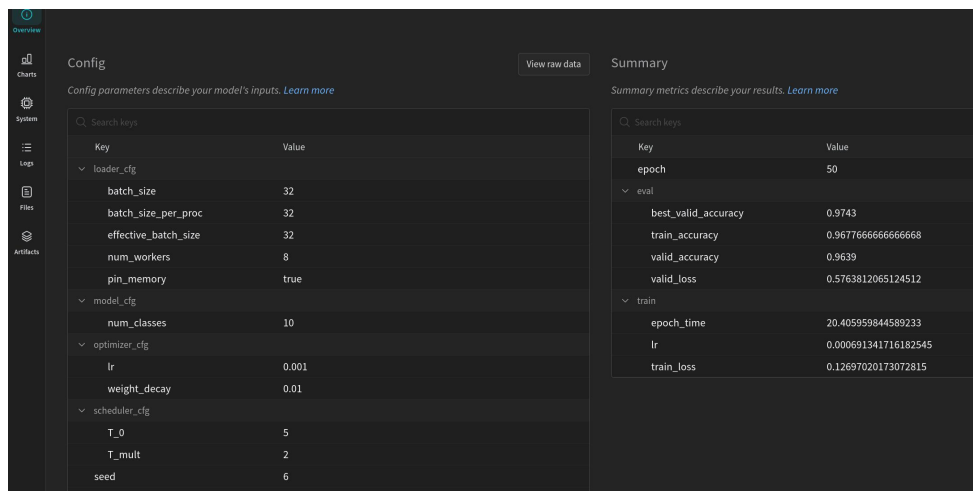 Overview
Charts
System
Logs
Files
Artifacts
Config
View raw data
Config parameters describe your model's inputs. Learn more
Search keys
Key Value
loader_cfg
batch_size 32
batch_size_per_proc 32
effective_batch_size 32
num_workers 8
pin_memory true
model_cfg
num_classes 10
optimizer_cfg
lr 0.001
weight_decay 0.01
scheduler_cfg
T_0 5
T_mult 2
seed 6
Summary
Summary metrics describe your results. Learn more
Search keys
Key Value
epoch 50
eval
best_valid_accuracy 0.9743
train_accuracy 0.9677666666666668
valid_accuracy 0.9639
valid_loss 0.5763812065124512
train
epoch_time 20.405959844589233
lr 0.000691341716182545
train_loss 0.12697020173072815